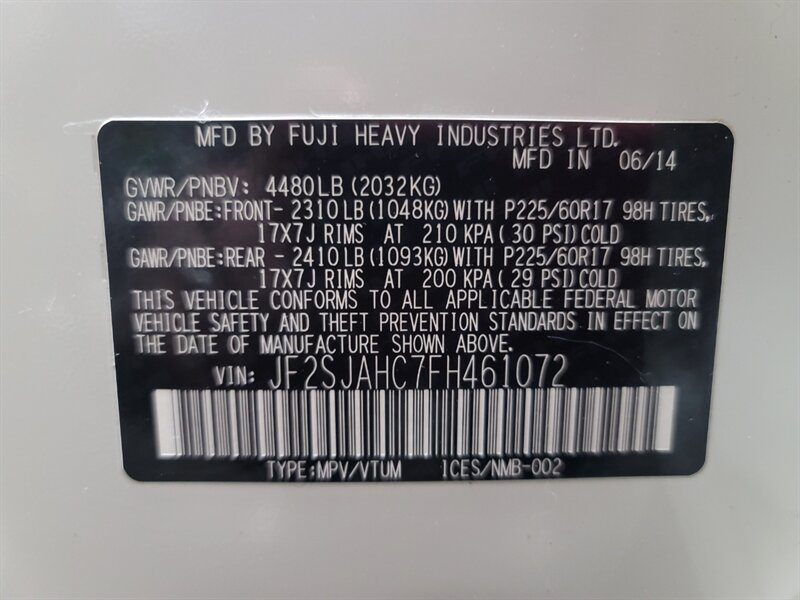 MFD BY FUJI HEAVY INDUSTRIES LTD.
MFD IN 06/14
GVWR/PNBV: 4480LB (2032KG)
GAWR/PNBE:FRONT- 2310LB (1048KG) WITH P225/60R17 98H TIRES,
17X7J RIMS AT 210 KPA ( 30 PSI) COLD
GAWR/PNBE:REAR - 2410LB (1093KG) WITH P225/60R17 98H TIRES,
17X7J RIMS AT 200 KPA ( 29 PSI) COLD
THIS VEHICLE CONFORMS TO ALL APPLICABLE FEDERAL MOTOR
VEHICLE SAFETY AND THEFT PREVENTION STANDARDS IN EFFECT ON
THE DATE OF MANUFACTURE SHOWN ABOVE.
VIN: JF2SJAHC7FH461072
TYPE:MPV/VTUM ICES/NMB-002